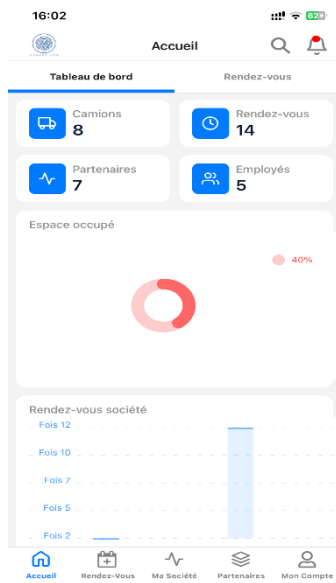 16:02
62
Accueil
Tableau de bord
Rendez-vous
Camions
8
Rendez-vous
14
Partenaires
7
Employés
5
Espace occupé
40%
Rendez-vous société
Fois 12
Fois 10
Fois 7
Fois 5
Fois 2
Accueil
Rendez-Vous
Ma Société
Partenaires
Mon Compte